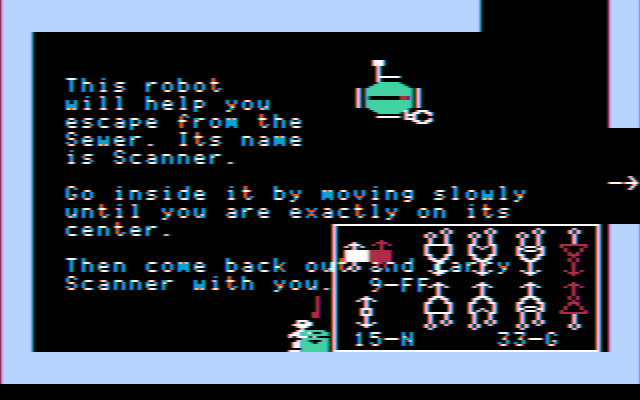 This robot
will help you
escape from the
Sewer. Its name
is Scanner.
Go inside it by moving slowly
until you are exactly on its
center.
Then come back out and carry
Scanner with you.
9-FF
15-N
33-G